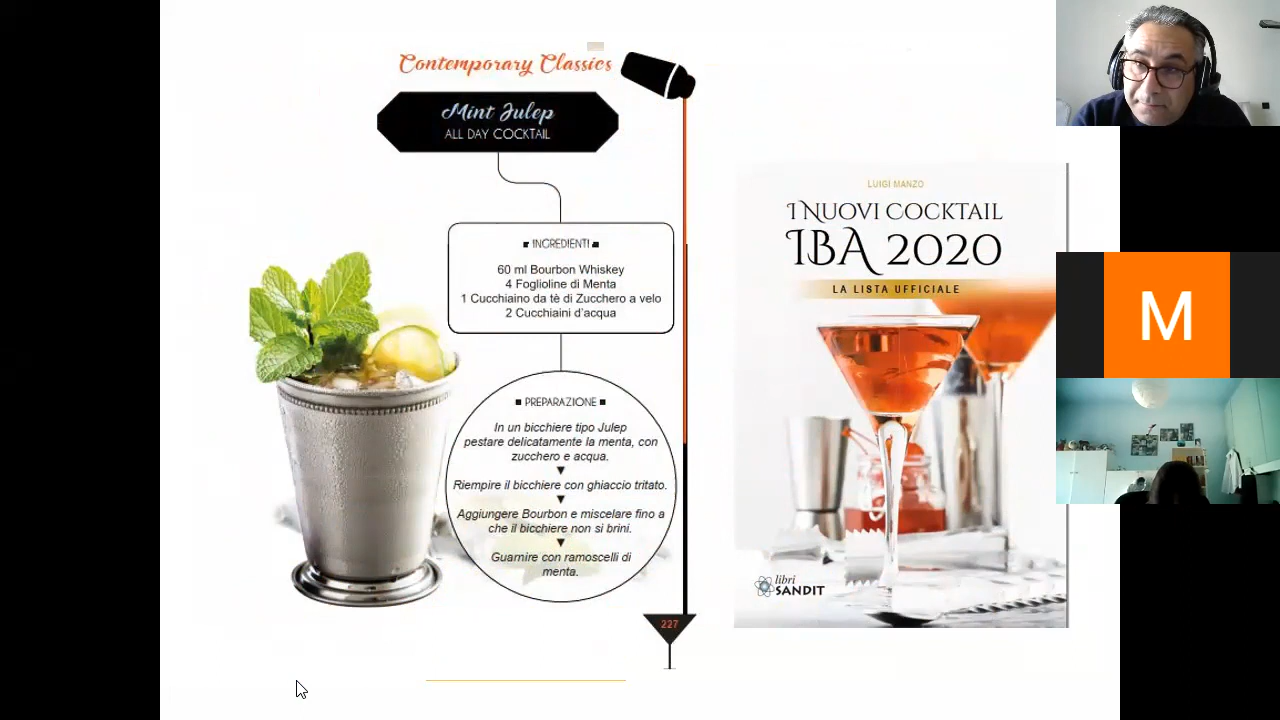 Contemporary Classics
Mint Julep
ALL DAY COCKTAIL
INGREDIENTI
60 ml Bourbon Whiskey
4 Foglioline di Menta
1 Cucchiaino da tè di Zucchero a velo
2 Cucchiaini d'acqua
PREPARAZIONE
In un bicchiere tipo Julep
pestare delicatamente la menta, con
zucchero e acqua.
Riempire il bicchiere con ghiaccio tritato.
Aggiungere Bourbon e miscelare fino a
che il bicchiere non si brini.
Guarnire con ramoscelli di
menta.
227
LUIGI MANZO
I NUOVI COCKTAIL
IBA 2020
LA LISTA UFFICIALE
libri
SANDIT
M